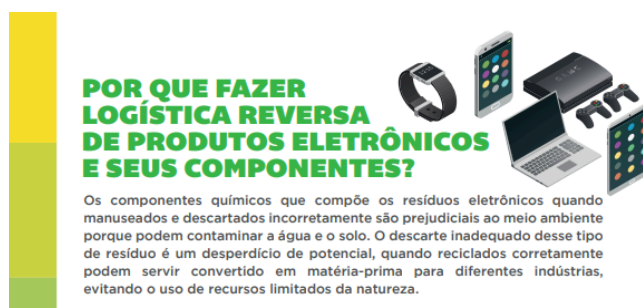 POR QUE FAZER
LOGÍSTICA REVERSA
DE PRODUTOS ELETRÔNICOS
E SEUS COMPONENTES?
Os componentes químicos que compõe os resíduos eletrônicos quando
manuseados e descartados incorretamente são prejudiciais ao meio ambiente
porque podem contaminar a água e o solo. O descarte inadequado desse tipo
de resíduo é um desperdício de potencial, quando reciclados corretamente
podem servir convertido em matéria-prima para diferentes indústrias,
evitando o uso de recursos limitados da natureza.